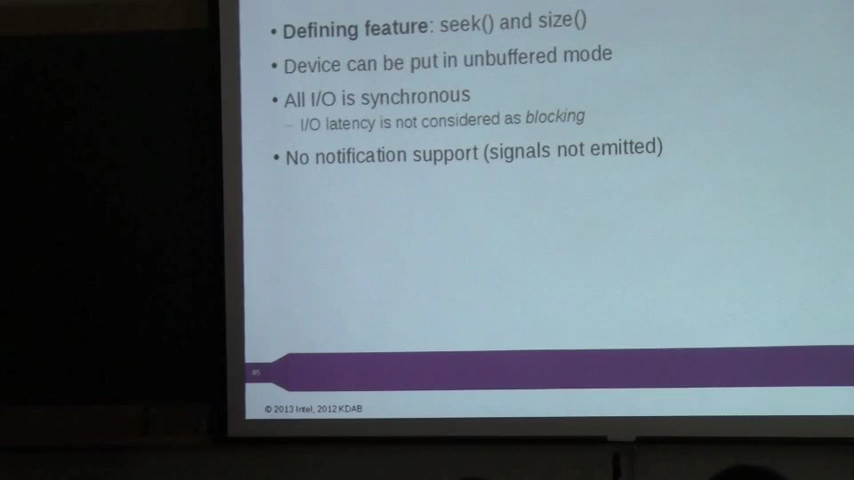 • Defining feature: seek() and size()
• Device can be put in unbuffered mode
• All I/O is synchronous
– I/O latency is not considered as blocking
• No notification support (signals not emitted)
46
© 2013 Intel, 2012 KDAB